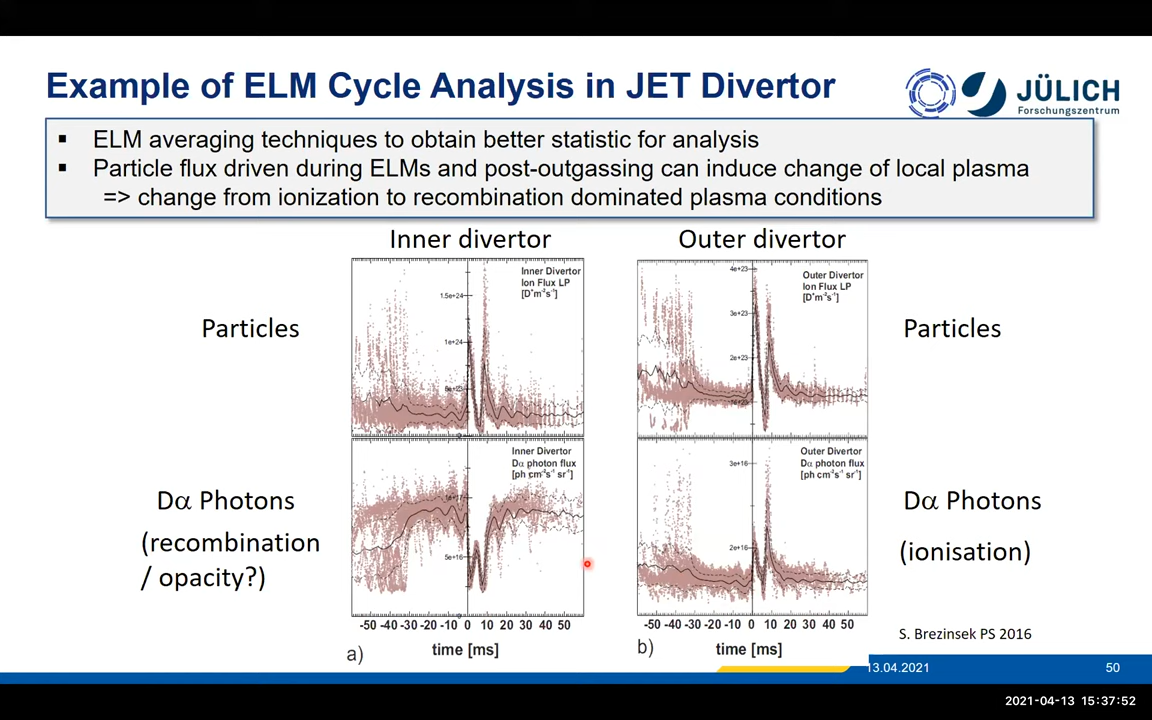 Example of ELM Cycle Analysis in JET Divertor
JÜLICH
Forschungszentrum
▪ ELM averaging techniques to obtain better statistic for analysis
▪ Particle flux driven during ELMs and post-outgassing can induce change of local plasma
=> change from ionization to recombination dominated plasma conditions
Inner divertor
Outer divertor
Particles
Inner Divertor
Ion Flux LP
[D⁺m⁻²s⁻¹]
1.5e+24
1e+24
Outer Divertor
Ion Flux LP
[D⁺m⁻²s⁻¹]
4e+23
3e+23
2e+23
1e+23
Particles
Dα Photons
(recombination
/ opacity?)
Inner Divertor
Dα photon flux
[ph cm⁻²s⁻¹ sr⁻¹]
1e+17
5e+16
-50 -40 -30 -20 -10 0 10 20 30 40 50
time [ms]
a)
Outer Divertor
Dα photon flux
[ph cm⁻²s⁻¹ sr⁻¹]
3e+16
2e+16
-50 -40 -30 -20 -10 0 10 20 30 40 50
time [ms]
b)
Dα Photons
(ionisation)
S. Brezinsek PS 2016
13.04.2021
50
2021-04-13 15:37:52